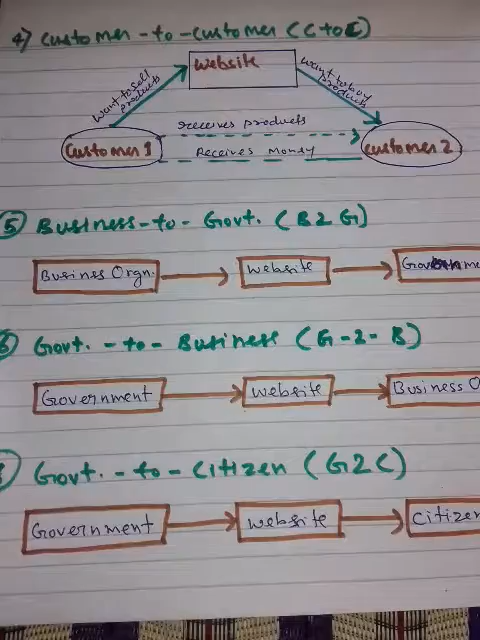 4) Customer-to-customer (C to C)
Website
Want to sell products
Want to buy products
receives products
Customer 1
Customer 2
Receives Money
5 Business-to-Govt. (B2G)
Busines Orgn.
Website
6 Govt.-to-Business (G-2-B)
Government
Website
Business O
Govt.-to-Citizen (G2C)
Government
Website
Citizen